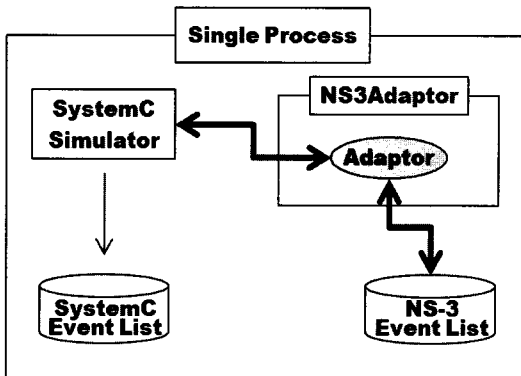 Single Process
SystemC
Simulator
NS3Adaptor
Adaptor
SystemC
Event List
NS-3
Event List